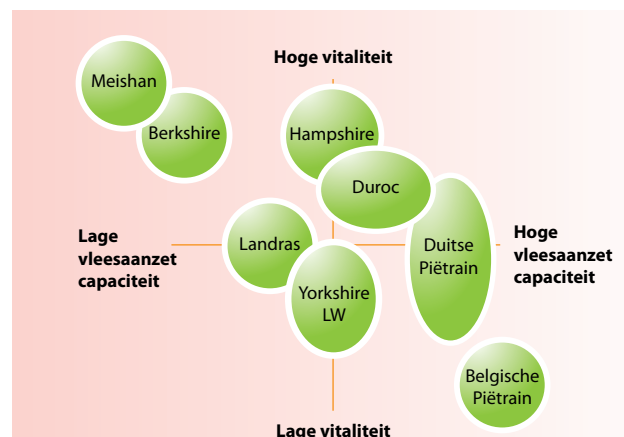 Hoge vitaliteit
Meishan
Berkshire
Hampshire
Duroc
Lage
vleesaanzet
capaciteit
Landras
Duitse
Piëtrain
Hoge
vleesaanzet
capaciteit
Yorkshire
LW
Belgische
Piëtrain
Lage vitaliteit